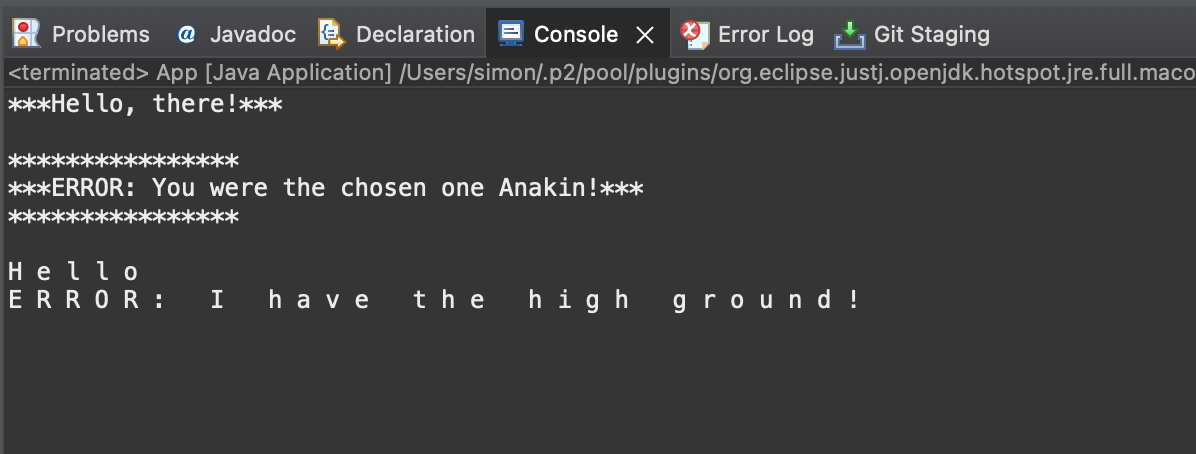 Problems @ Javadoc Declaration Console Error Log Git Staging
<terminated> App [Java Application] /Users/simon/.p2/pool/plugins/org.eclipse.justj.openjdk.hotspot.jre.full.maco
***Hello, there!***
****************
***ERROR: You were the chosen one Anakin!***
****************
H e l l o
E R R O R :   I   h a v e   t h e   h i g h   g r o u n d !